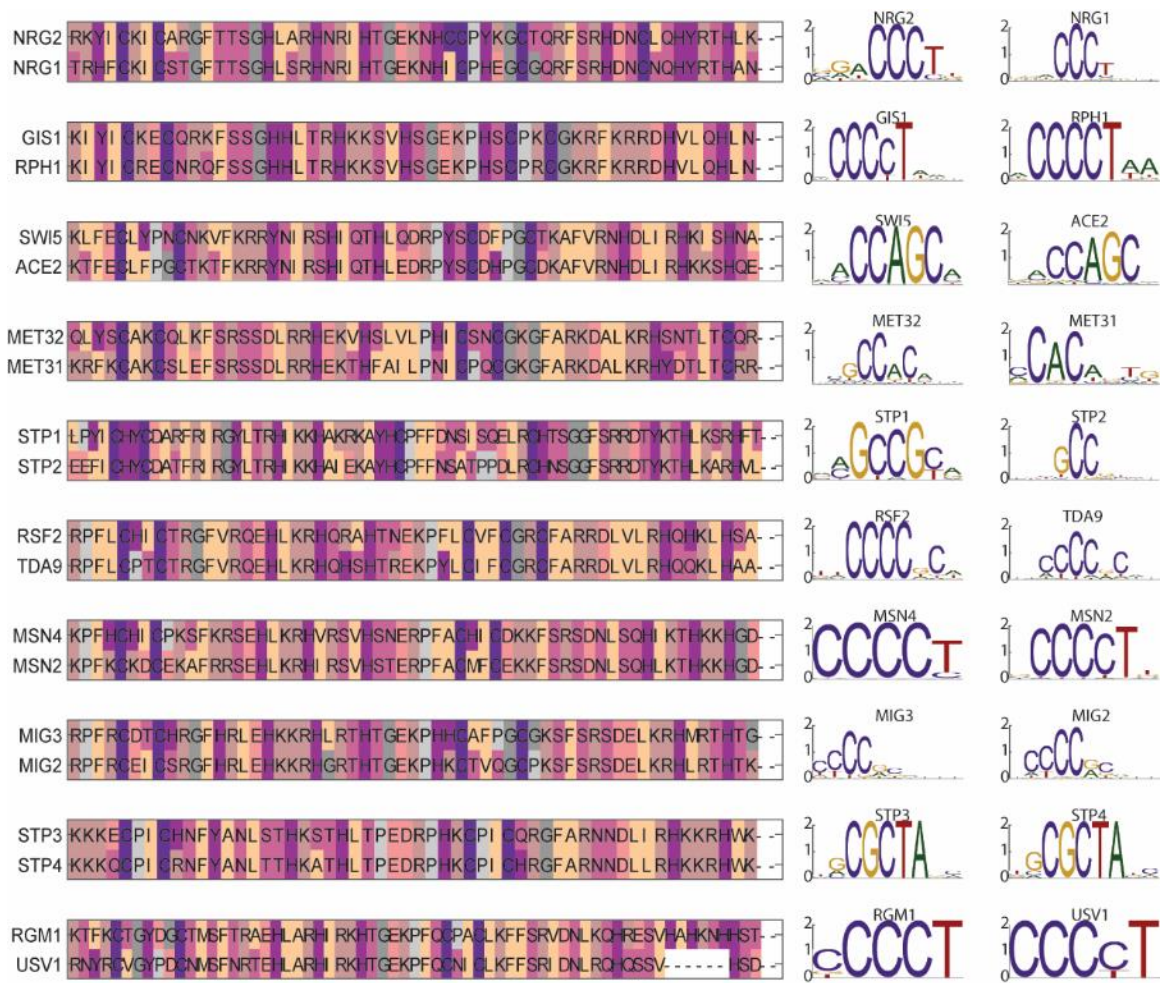 NRG2 RKYICKICARGFTTSGHLARHNRIHTGEKNHCCPYKGCTQRFSRHDNCLQHYRTHLK--
NRG1 TRHFCKICSTGFTTSGHLSRHNRIHTGEKNHICPHEGCGQRFSRHDNCNQHYRTHAN--
NRG2 NRG1
GIS1 KIYICKECQRKFSSGHHLTRHKKSVHSGEKPHSCPKCGKRFKRRDHVLQHLN--
RPH1 KIYICRECNRQFSSGHHLTRHKKSVHSGEKPHSCPRCGKRFKRRDHVLQHLN--
GIS1 RPH1
SWI5 KLFECLYPNCNKVFKRRYNIRSHIQTHLQDRPYSCDFPGCTKAFVRNHDLIRHKISHNA--
ACE2 KTFECLFPGCTKTFKRRYNIRSHIQTHLEDRPYSCDHPGCDKAFVRNHDLIRHKKSHQE--
SWI5 ACE2
MET32 QLYSCAKCQLKFSRSSDLRRHEKVHSLVLPHICSNCGKGFARKDALKRHSNTLTCQR--
MET31 KRFKCAKCSLEFSRSSDLRRHEKTHFAILPNICPQCGKGFARKDALKRHYDTLTCRR--
MET32 MET31
STP1 LPYICHYCDARFRIRGYLTRHIKKHAKRKAYHCPFFDNSISQELRCHTSGGFSRRDTYKTHLKSRHFT--
STP2 EEFICHYCDATFRIRGYLTRHIKKHAIEKAYHCPFFNSATPPDLRCHNSGGFSRRDTYKTHLKARHVL--
STP1 STP2
RSF2 RPFLCHICTRGFVRQEHLKRHQRAHTNEKPFLCVFCGRCFARRDLVLRHQHKLHSA--
TDA9 RPFLCPTCTRGFVRQEHLKRHQHSHTREKPYLCIFCGRCFARRDLVLRHQQKLHAA--
RSF2 TDA9
MSN4 KPFHCHICPKSFKRSEHLKRHVRSVHSNERPFACHICDKKFSRSDNLSQHIKTHKKHGD--
MSN2 KPFKCKDCEKAFRRSEHLKRHIRSVHSTERPFACMFCEKKFSRSDNLSQHLKTHKKHGD--
MSN4 MSN2
MIG3 RPFRCDTCHRGFHRLEHKKRHLRTHTGEKPHHCAFPGCGKSFSRSDELKRHMRTHTG--
MIG2 RPFRCEICSRGFHRLEHKKRHGRTHTGEKPHKCTVQGCPKSFSRSDELKRHLRTHTK--
MIG3 MIG2
STP3 KKKECPICHNFYANLSTHKSTHLTPEDRPHKCPICQRGFARNNDLIRHKKRHWK--
STP4 KKKQCPICRNFYANLTTHKATHLTPEDRPHKCPICHRGFARNNDLLRHKKRHWK--
STP3 STP4
RGM1 KTFKCTGYDGCTMSFTRAEHLARHIRKHTGEKPFQCPACLKFFSRVDNLKQHRESVHAHKNHHST--
USV1 RNYRCVGYPDCNMSFNRTEHLARHIRKHTGEKPFQCNICLKFFSRIDNLRQHQSSV-------HSD--
RGM1 USV1